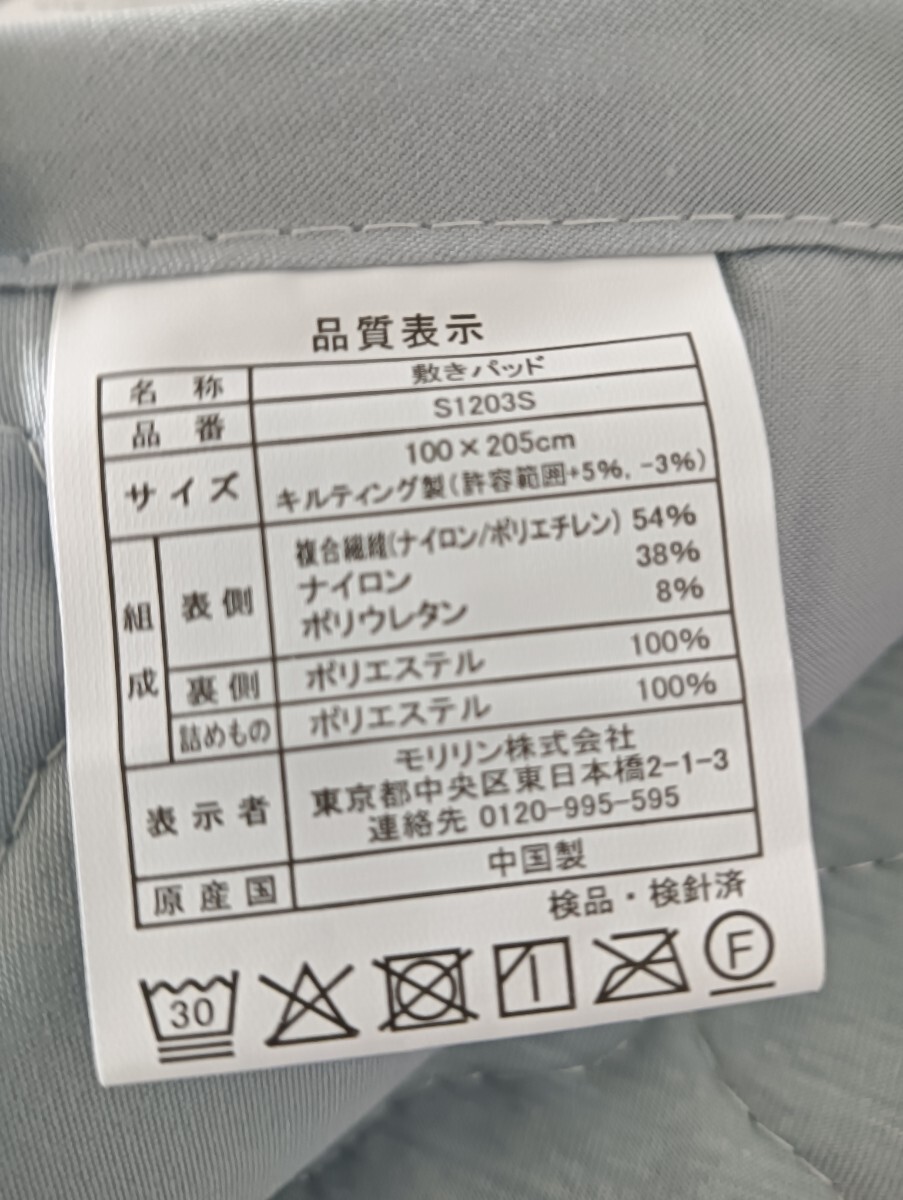 品質表示
名称 敷きパッド
品番 S1203S
サイズ 100×205cm
キルティング製(許容範囲+5%, -3%)
組成 表側 複合繊維(ナイロン/ポリエチレン) 54%
ナイロン 38%
ポリウレタン 8%
裏側 ポリエステル 100%
詰めもの ポリエステル 100%
表示者 モリリン株式会社
東京都中央区東日本橋2-1-3
連絡先 0120-995-595
原産国 中国製
検品・検針済
30 F